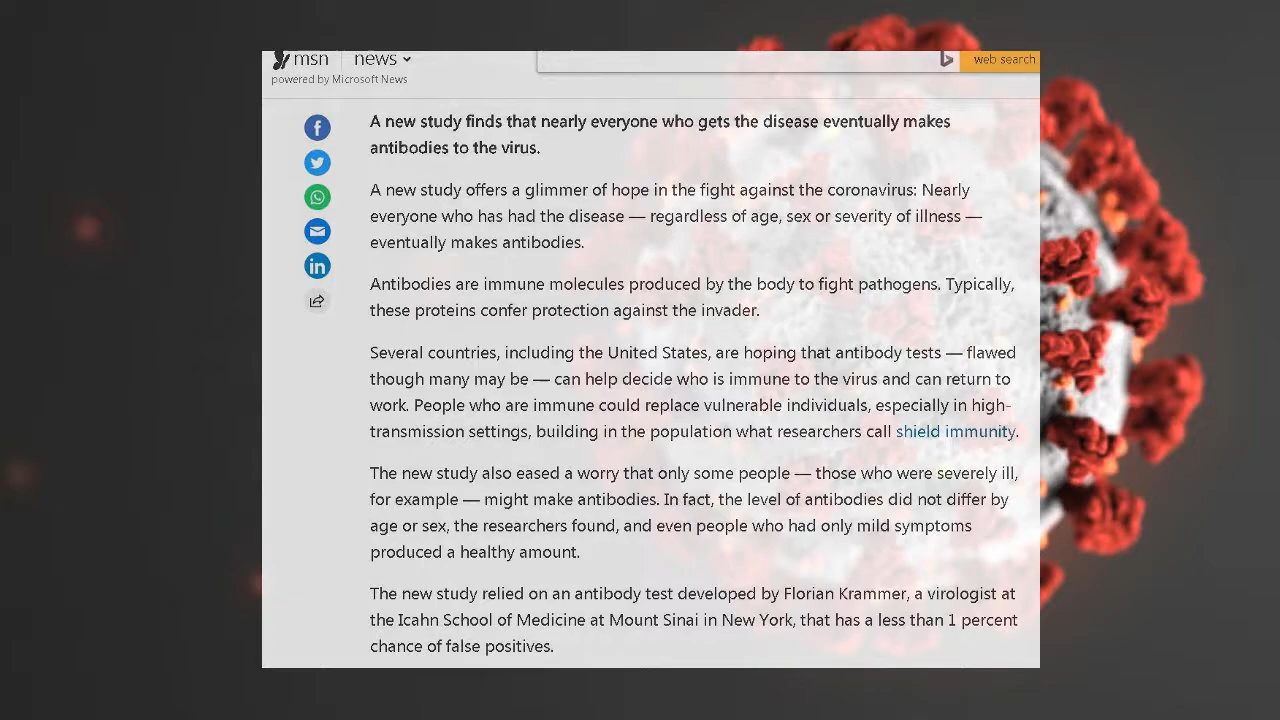 msn news
web search
powered by Microsoft News
A new study finds that nearly everyone who gets the disease eventually makes
antibodies to the virus.
A new study offers a glimmer of hope in the fight against the coronavirus: Nearly
everyone who has had the disease — regardless of age, sex or severity of illness —
eventually makes antibodies.
Antibodies are immune molecules produced by the body to fight pathogens. Typically,
these proteins confer protection against the invader.
Several countries, including the United States, are hoping that antibody tests — flawed
though many may be — can help decide who is immune to the virus and can return to
work. People who are immune could replace vulnerable individuals, especially in high-
transmission settings, building in the population what researchers call shield immunity.
The new study also eased a worry that only some people — those who were severely ill,
for example — might make antibodies. In fact, the level of antibodies did not differ by
age or sex, the researchers found, and even people who had only mild symptoms
produced a healthy amount.
The new study relied on an antibody test developed by Florian Krammer, a virologist at
the Icahn School of Medicine at Mount Sinai in New York, that has a less than 1 percent
chance of false positives.